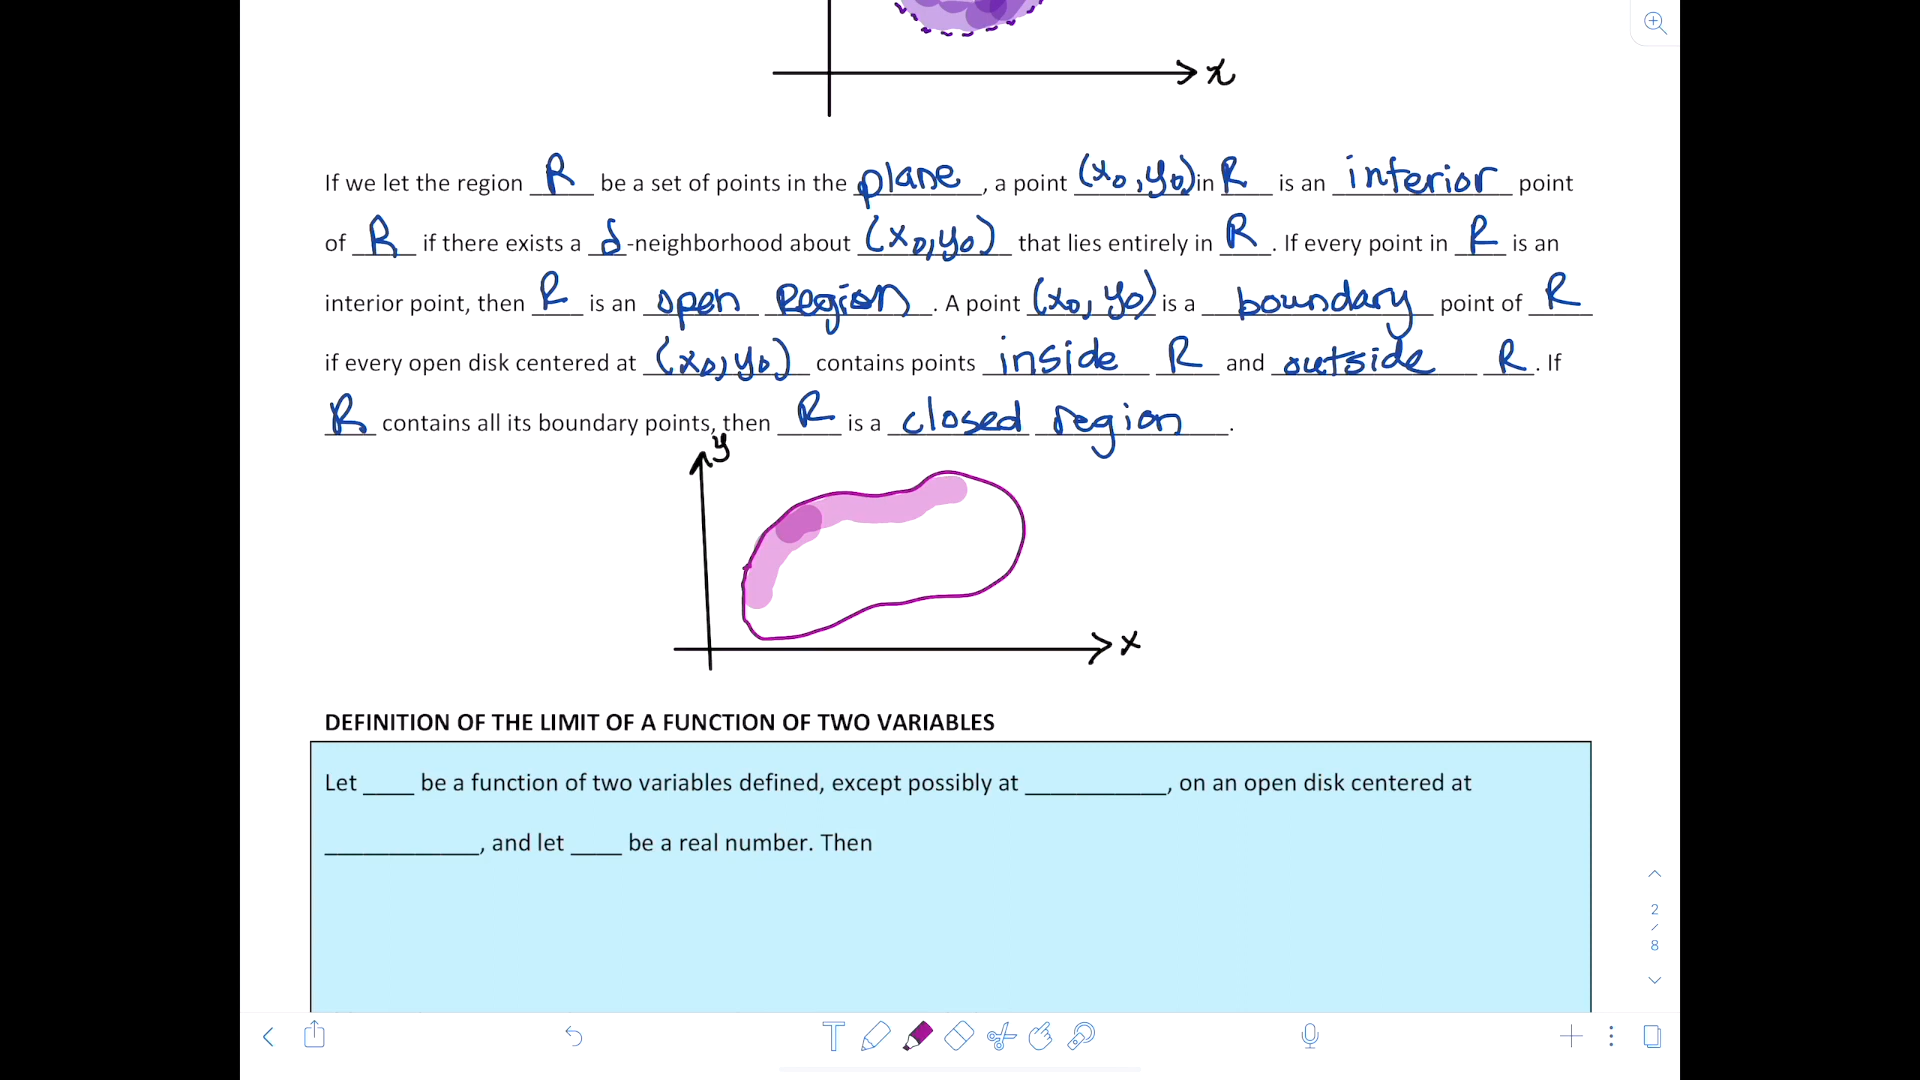 x
If we let the region R be a set of points in the plane, a point (x₀,y₀) in R is an interior point
of R if there exists a δ-neighborhood about (x₀,y₀) that lies entirely in R. If every point in R is an
interior point, then R is an open Region. A point (x₀,y₀) is a boundary point of R
if every open disk centered at (x₀,y₀) contains points inside R and outside R. If
R contains all its boundary points, then R is a closed region.
y
x
DEFINITION OF THE LIMIT OF A FUNCTION OF TWO VARIABLES
Let ____ be a function of two variables defined, except possibly at ___________, on an open disk centered at
____________, and let ____ be a real number. Then
2
/
8
T